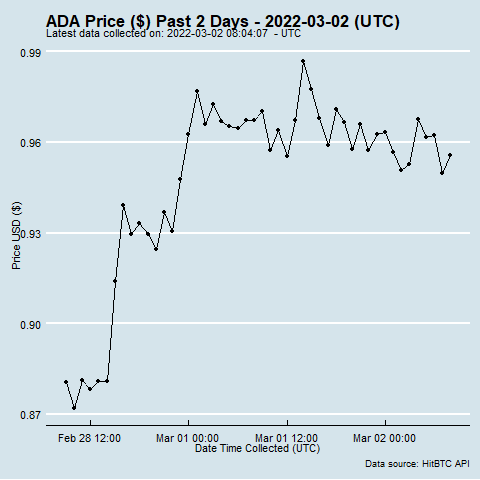 ADA Price ($) Past 2 Days - 2022-03-02 (UTC)
Latest data collected on: 2022-03-02 08:04:07  - UTC
0.99
0.96
0.93
0.90
0.87
Price USD ($)
Feb 28 12:00
Mar 01 00:00
Mar 01 12:00
Mar 02 00:00
Date Time Collected (UTC)
Data source: HitBTC API